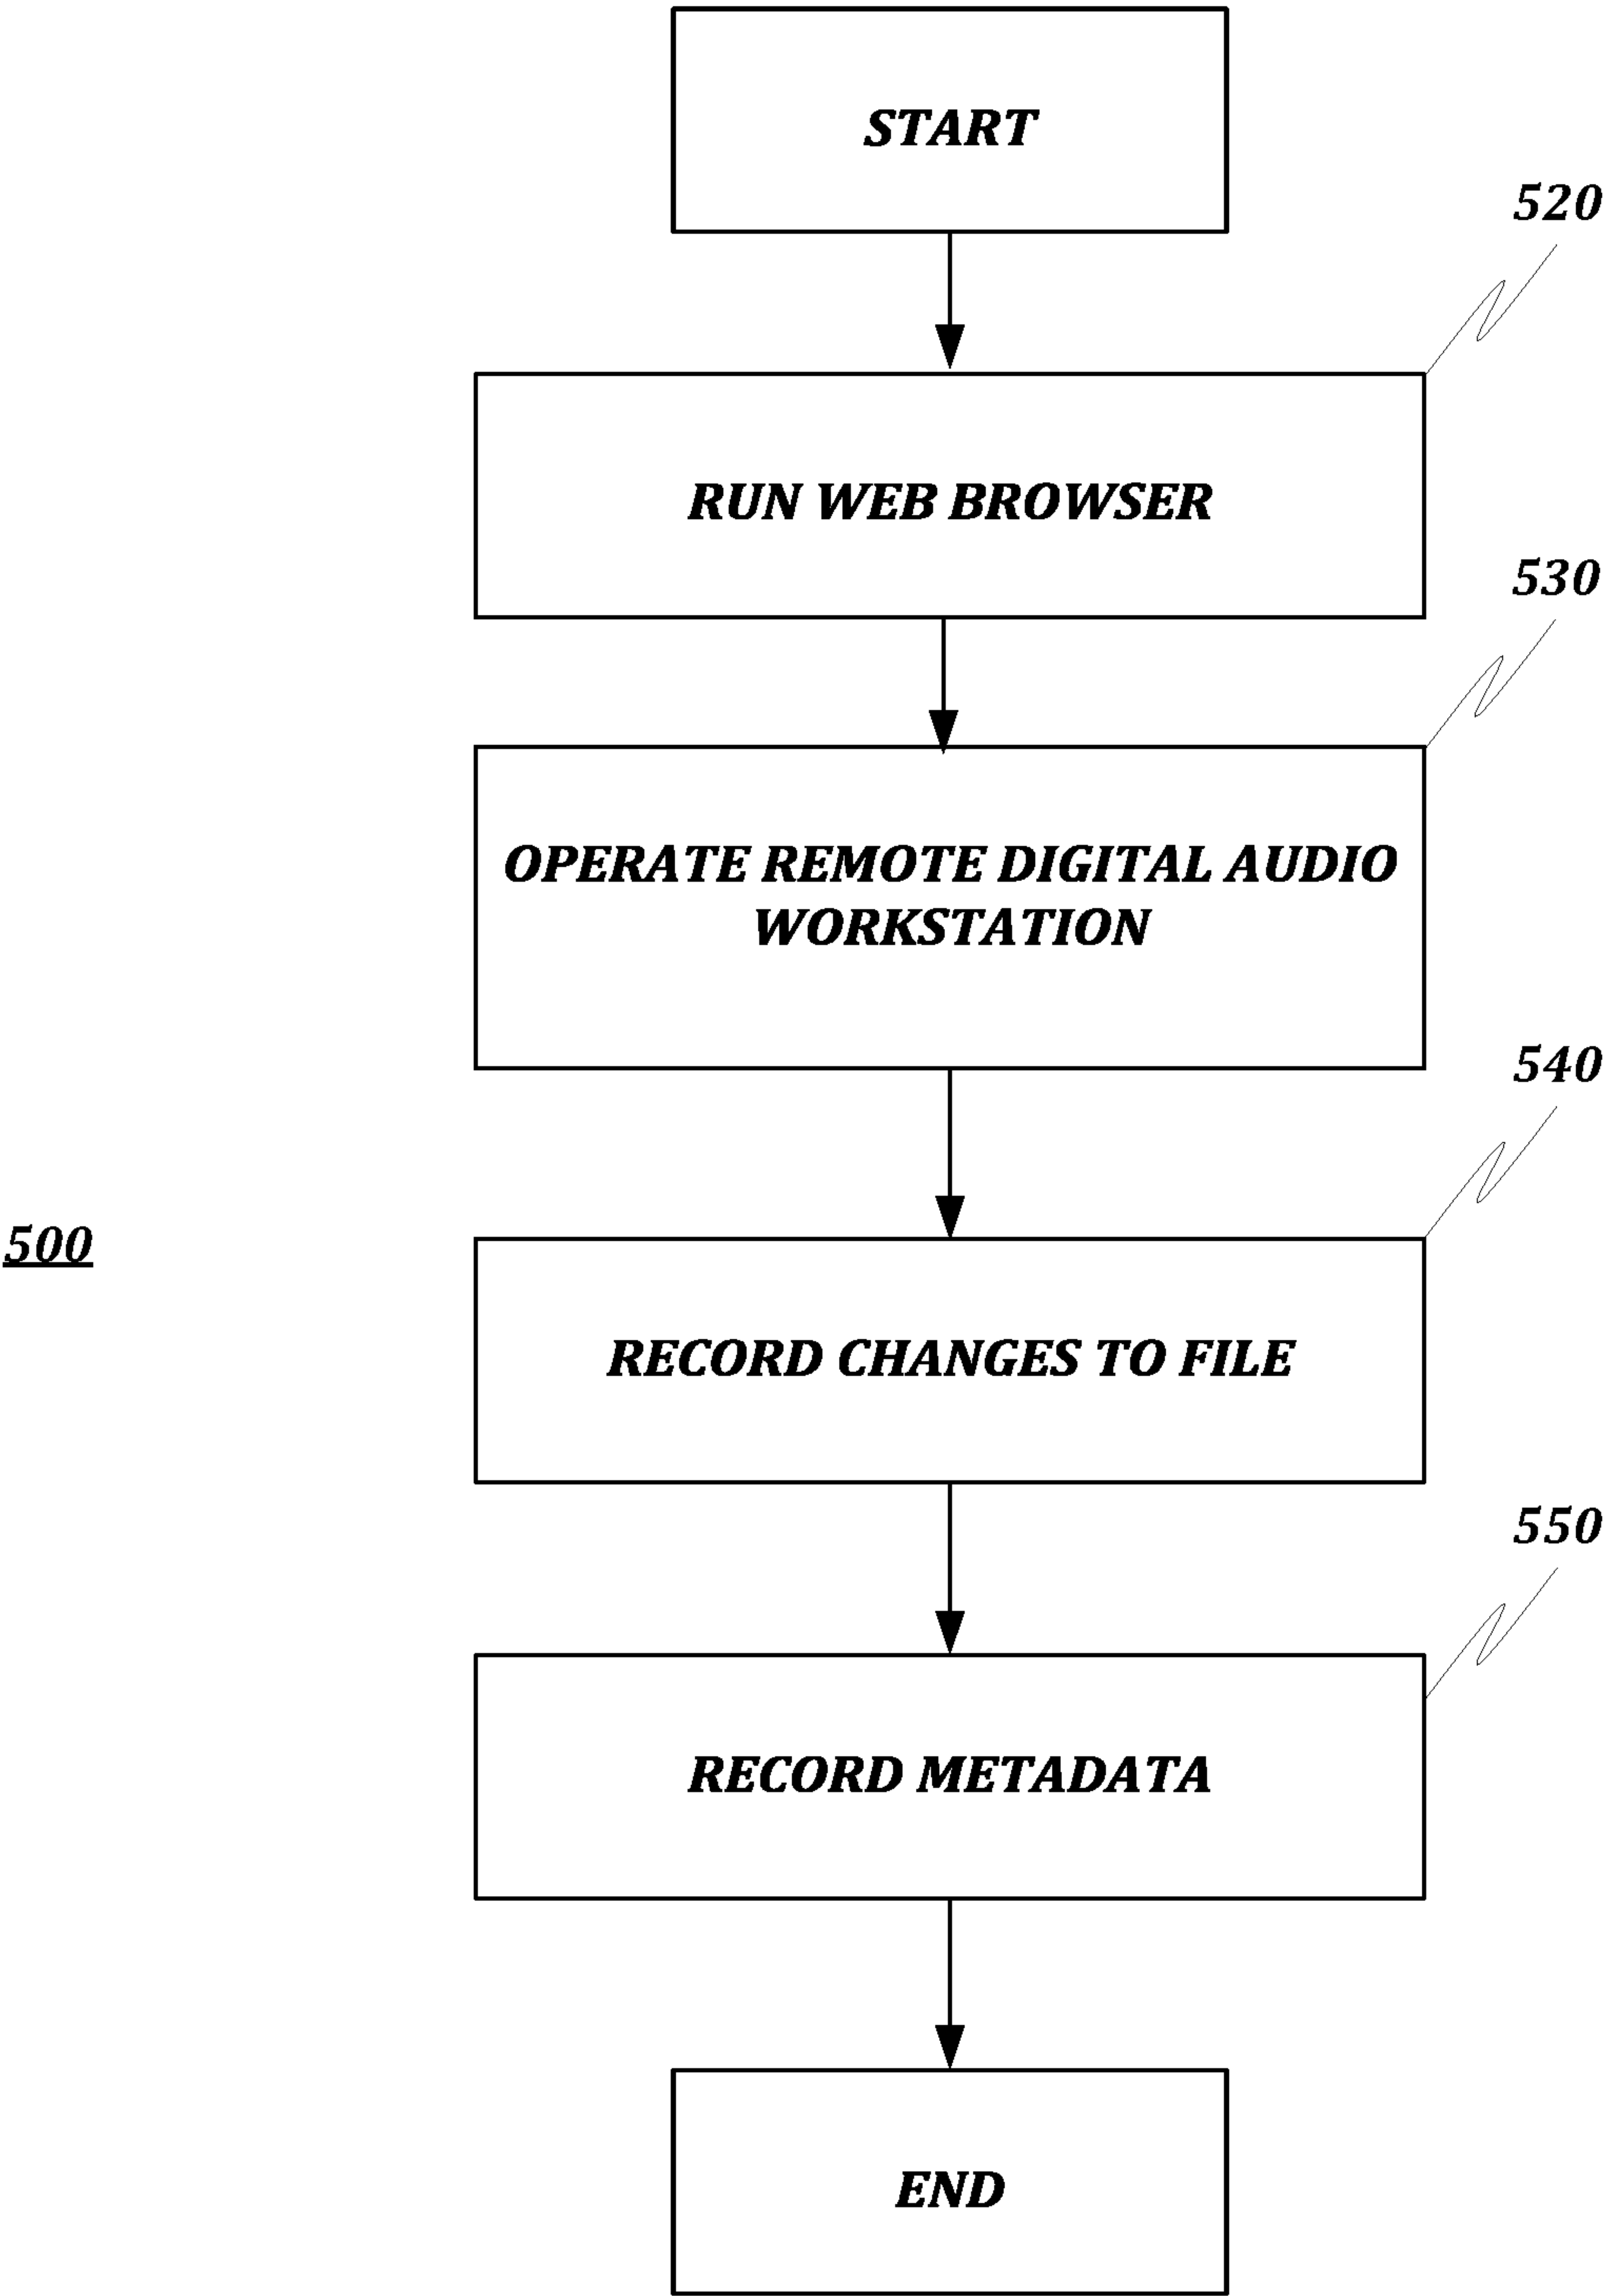 START
520
RUN WEB BROWSER
530
OPERATE REMOTE DIGITAL AUDIO
WORKSTATION
540
500
RECORD CHANGES TO FILE
550
RECORD METADATA
END